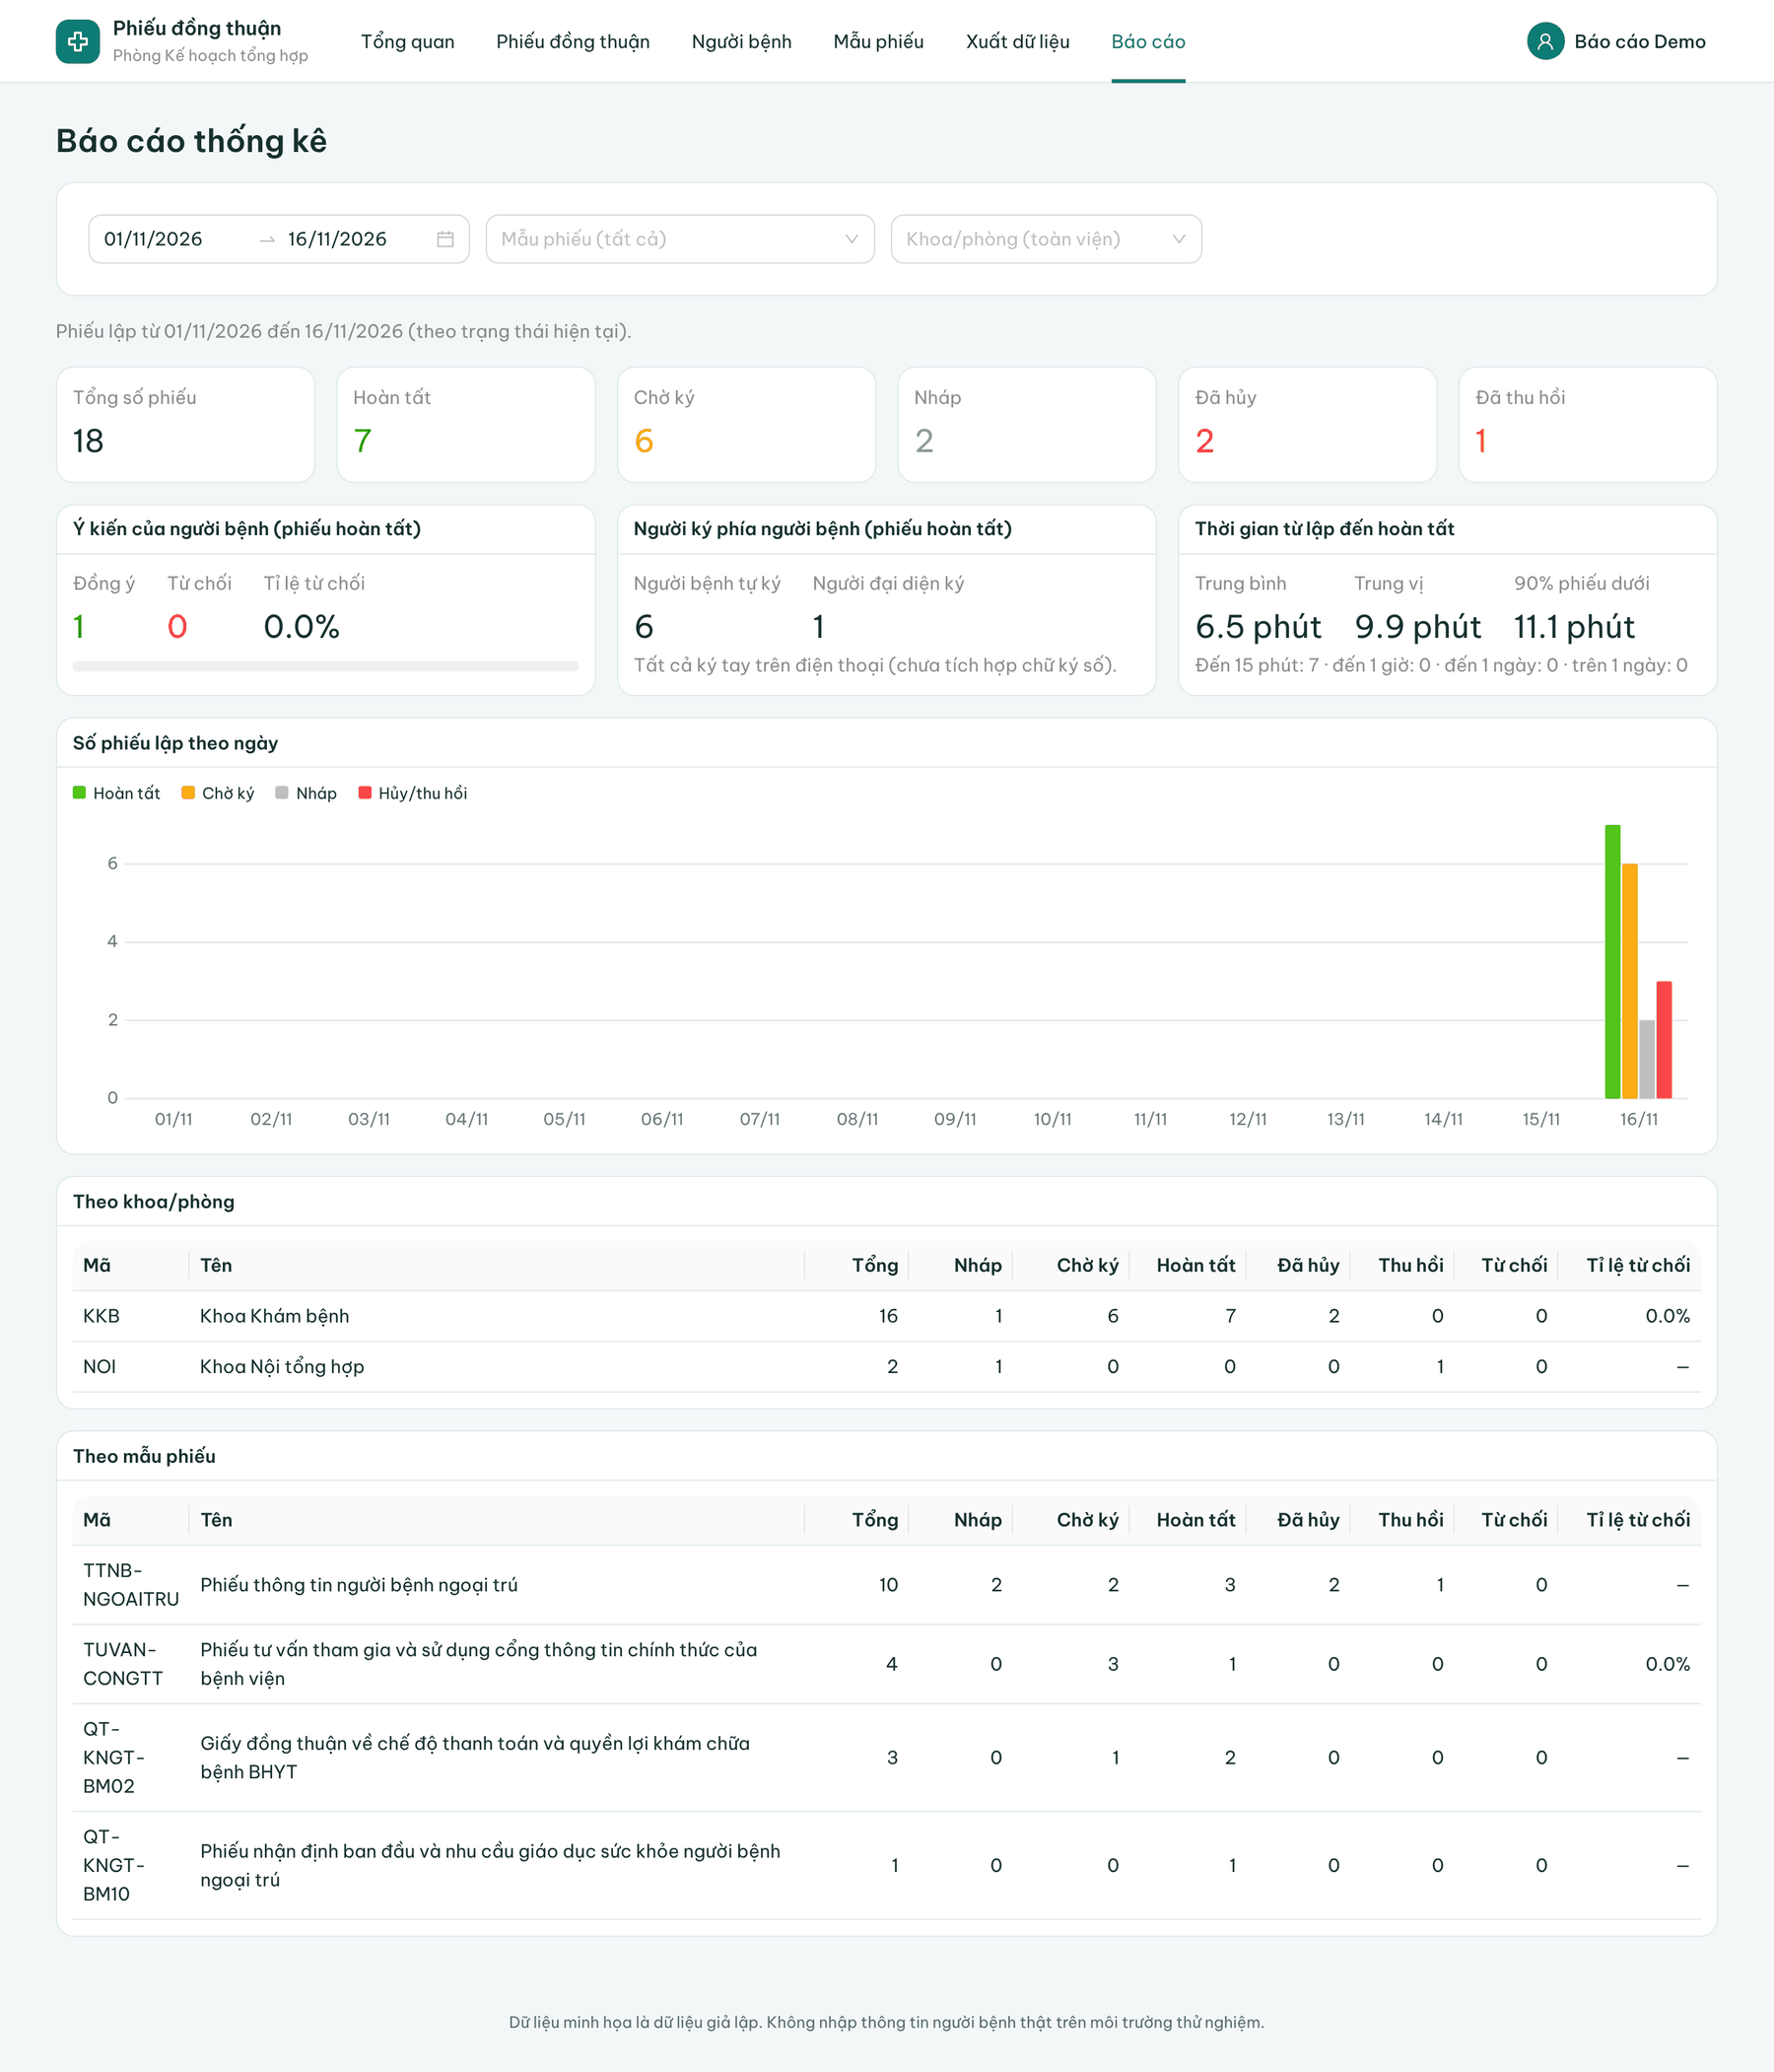 Phiếu đồng thuận
Phòng Kế hoạch tổng hợp
Tổng quan Phiếu đồng thuận Người bệnh Mẫu phiếu Xuất dữ liệu Báo cáo
Báo cáo Demo
Báo cáo thống kê
01/11/2026 → 16/11/2026 Mẫu phiếu (tất cả) Khoa/phòng (toàn viện)
Phiếu lập từ 01/11/2026 đến 16/11/2026 (theo trạng thái hiện tại).
Tổng số phiếu Hoàn tất Chờ ký Nháp Đã hủy Đã thu hồi
18 7 6 2 2 1
Ý kiến của người bệnh (phiếu hoàn tất)
Đồng ý Từ chối Tỉ lệ từ chối
1 0 0.0%
Người ký phía người bệnh (phiếu hoàn tất)
Người bệnh tự ký Người đại diện ký
6 1
Tất cả ký tay trên điện thoại (chưa tích hợp chữ ký số).
Thời gian từ lập đến hoàn tất
Trung bình Trung vị 90% phiếu dưới
6.5 phút 9.9 phút 11.1 phút
Đến 15 phút: 7 · đến 1 giờ: 0 · đến 1 ngày: 0 · trên 1 ngày: 0
Số phiếu lập theo ngày
Hoàn tất Chờ ký Nháp Hủy/thu hồi
6
4
2
0
01/11 02/11 03/11 04/11 05/11 06/11 07/11 08/11 09/11 10/11 11/11 12/11 13/11 14/11 15/11 16/11
Theo khoa/phòng
Mã Tên Tổng Nháp Chờ ký Hoàn tất Đã hủy Thu hồi Từ chối Tỉ lệ từ chối
KKB Khoa Khám bệnh 16 1 6 7 2 0 0 0.0%
NOI Khoa Nội tổng hợp 2 1 0 0 0 1 0 —
Theo mẫu phiếu
Mã Tên Tổng Nháp Chờ ký Hoàn tất Đã hủy Thu hồi Từ chối Tỉ lệ từ chối
TTNB-
NGOAITRU
Phiếu thông tin người bệnh ngoại trú
10 2 2 3 2 1 0 —
TUVAN-
CONGTT
Phiếu tư vấn tham gia và sử dụng cổng thông tin chính thức của
bệnh viện
4 0 3 1 0 0 0 0.0%
QT-
KNGT-
BM02
Giấy đồng thuận về chế độ thanh toán và quyền lợi khám chữa
bệnh BHYT
3 0 1 2 0 0 0 —
QT-
KNGT-
BM10
Phiếu nhận định ban đầu và nhu cầu giáo dục sức khỏe người bệnh
ngoại trú
1 0 0 1 0 0 0 —
Dữ liệu minh họa là dữ liệu giả lập. Không nhập thông tin người bệnh thật trên môi trường thử nghiệm.